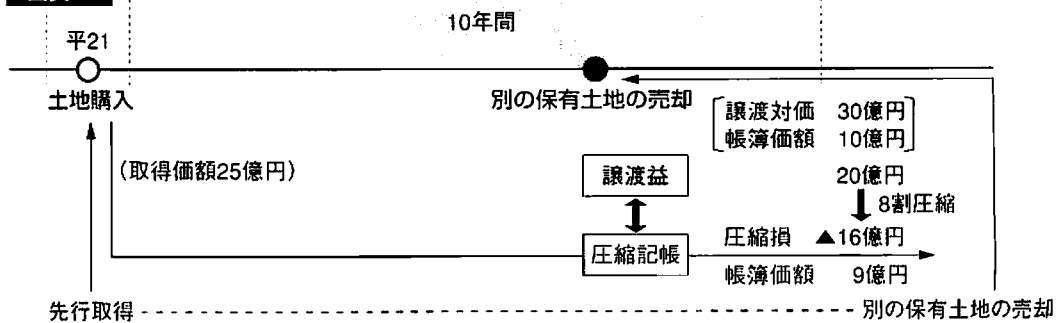 10年間
平21
土地購入
別の保有土地の売却
譲渡対価 30億円
帳簿価額 10億円
20億円
(取得価額25億円)
譲渡益
8割圧縮
圧縮記帳
圧縮損 ▲16億円
帳簿価額 9億円
先行取得
別の保有土地の売却